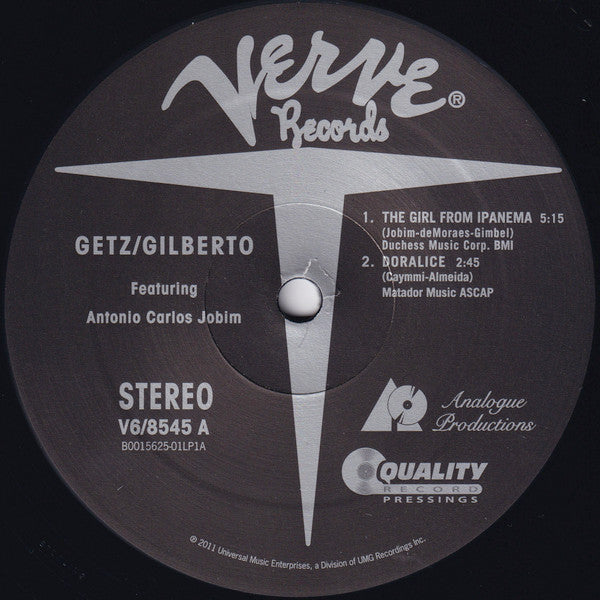 VERVE®
Records
GETZ/GILBERTO
Featuring
Antonio Carlos Jobim
1. THE GIRL FROM IPANEMA 5:15
(Jobim-deMoraes-Gimbel)
Duchess Music Corp. BMI
2. DORALICE 2:45
(Caymmi-Almeida)
Matador Music ASCAP
STEREO
V6/8545 A
B0015625-01LP1A
AP
Analogue
Productions
QUALITY
RECORD
PRESSINGS
℗ 2011 Universal Music Enterprises, a Division of UMG Recordings Inc.